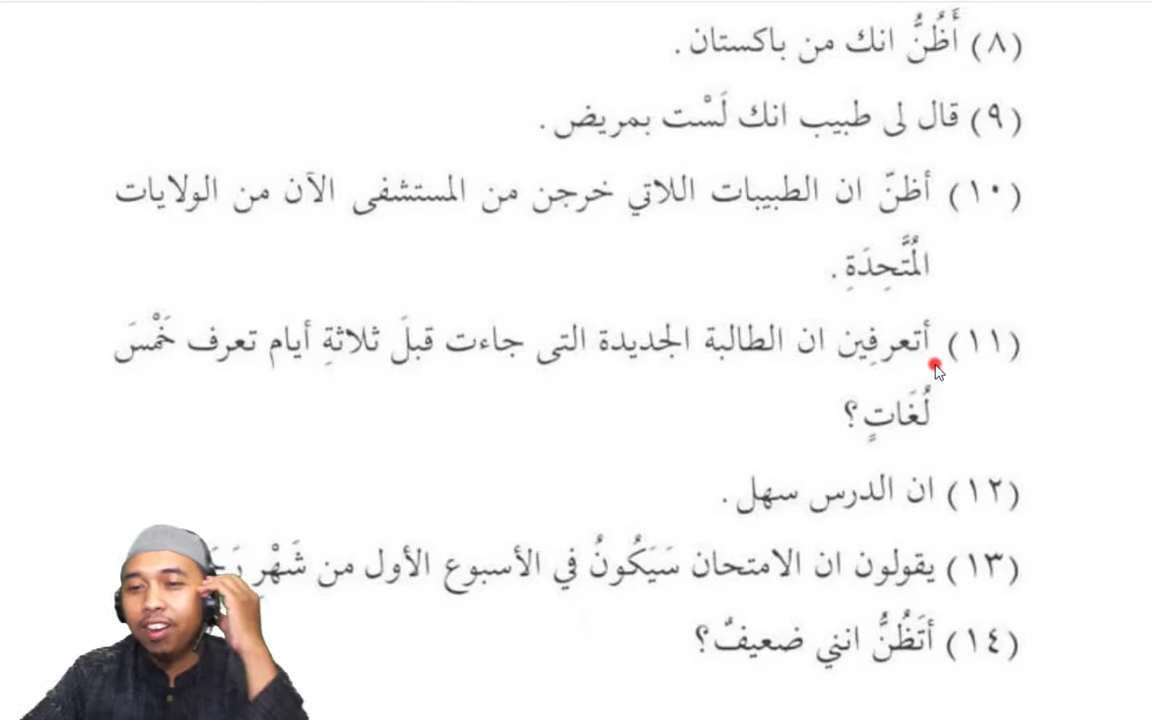 (٨) أَظُنُّ انك من باكستان.
(٩) قال لى طبيب انك لَسْت بمريض.
(١٠) أظنّ ان الطبيبات اللاتي خرجن من المستشفى الآن من الولايات
المُتَّحِدَةِ.
(١١) أتعرفِين ان الطالبة الجديدة التى جاءت قبلَ ثلاثةِ أيام تعرف خَمْسَ
لُغَاتٍ؟
(١٢) ان الدرس سهل.
(١٣) يقولون ان الامتحان سَيَكُونُ في الأسبوع الأول من شَهْرِ
(١٤) أتَظُنُّ انني ضعيفٌ؟